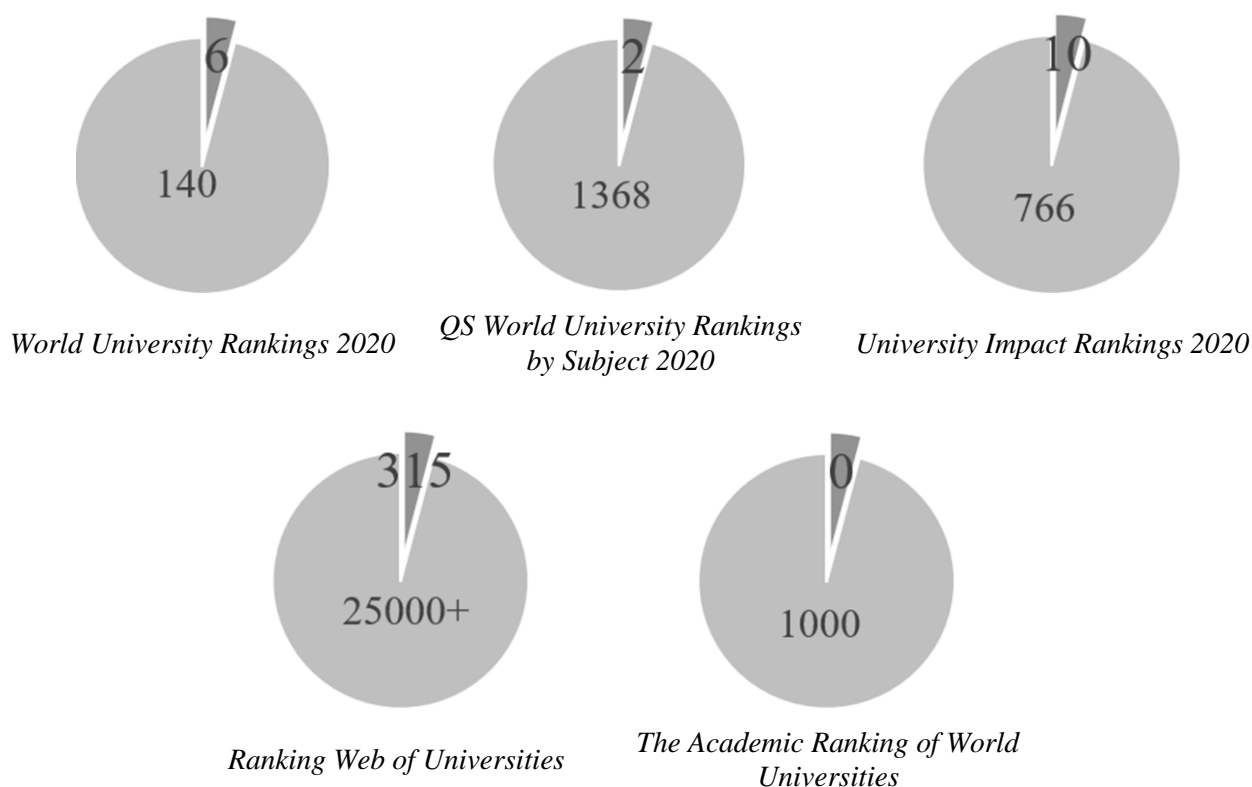 6
140
World University Rankings 2020
2
1368
QS World University Rankings
by Subject 2020
10
766
University Impact Rankings 2020
315
25000+
Ranking Web of Universities
0
1000
The Academic Ranking of World
Universities